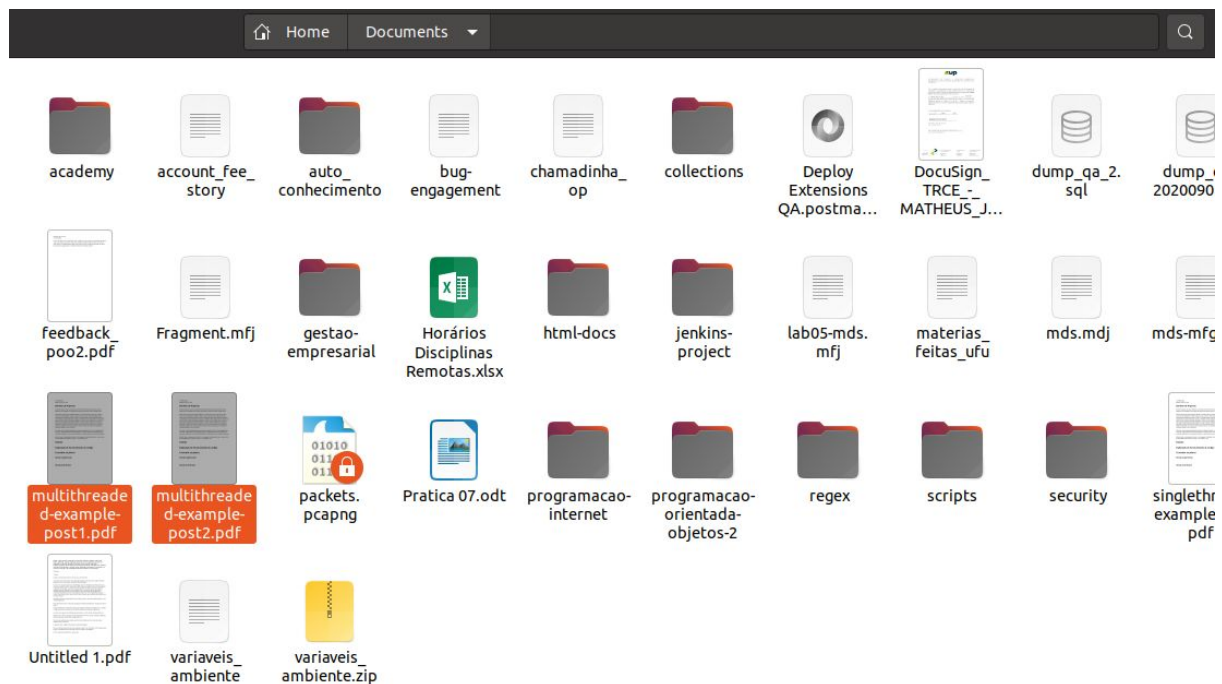 Home Documents
academy
account_fee_
story
auto_
conhecimento
bug-
engagement
chamadinha_
op
collections
Deploy
Extensions
QA.postma...
DocuSign_
TRCE_-_
MATHEUS_J...
dump_qa_2.
sql
dump_
2020090
feedback_
poo2.pdf
Fragment.mfj
gestao-
empresarial
Horários
Disciplinas
Remotas.xlsx
html-docs
jenkins-
project
lab05-mds.
mfj
materias_
feitas_ufu
mds.mdj
mds-mfg
multithreade
d-example-
post1.pdf
multithreade
d-example-
post2.pdf
01010
packets.
pcapng
Pratica 07.odt
programacao-
internet
programacao-
orientada-
objetos-2
regex
scripts
security
singlethr
example
pdf
Untitled 1.pdf
variaveis_
ambiente
variaveis_
ambiente.zip